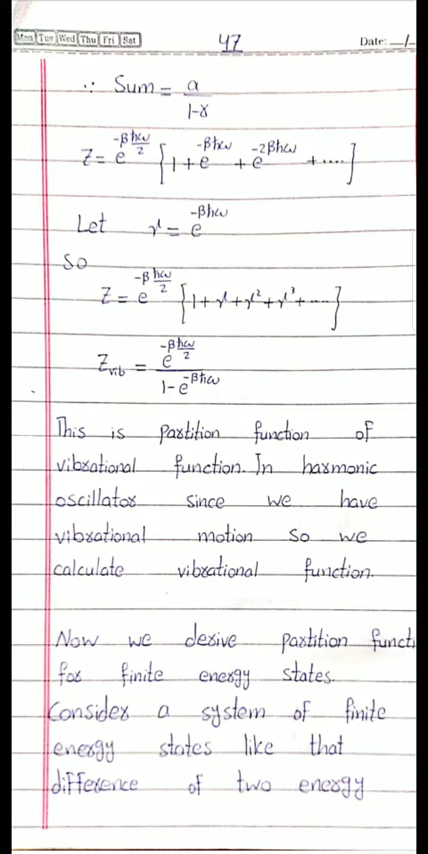 Mon Tue Wed Thu Fri Sat
47
Date: __/
∵ Sum = a/(1-r)
Z = e^(-βħω/2) [1 + e^(-βħω) + e^(-2βħω) + ....]
Let r = e^(-βħω)
So
Z = e^(-βħω/2) {1 + r + r² + r³ + ....}
Z_vib = e^(-βħω/2) / (1 - e^(-βħω))
This is partition function of
vibrational function. In harmonic
oscillator since we have
vibrational motion so we
calculate vibrational function.
Now we derive partition functi
for finite energy states.
Consider a system of finite
energy states like that
difference of two energy